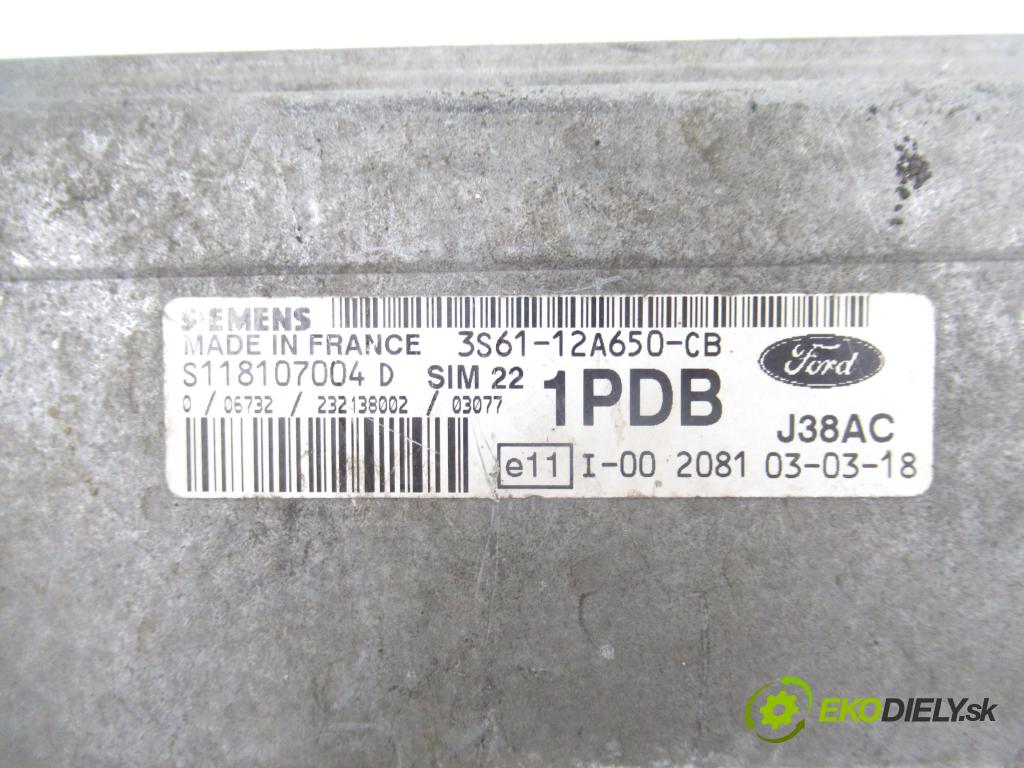 SIEMENS
MADE IN FRANCE 3S61-12A650-CB
Ford
S118107004 D SIM 22 1PDB
0 / 06732 / 232138002 / 03077
J38AC
e11 I-00 2081 03-03-18
EKODIELY.sk